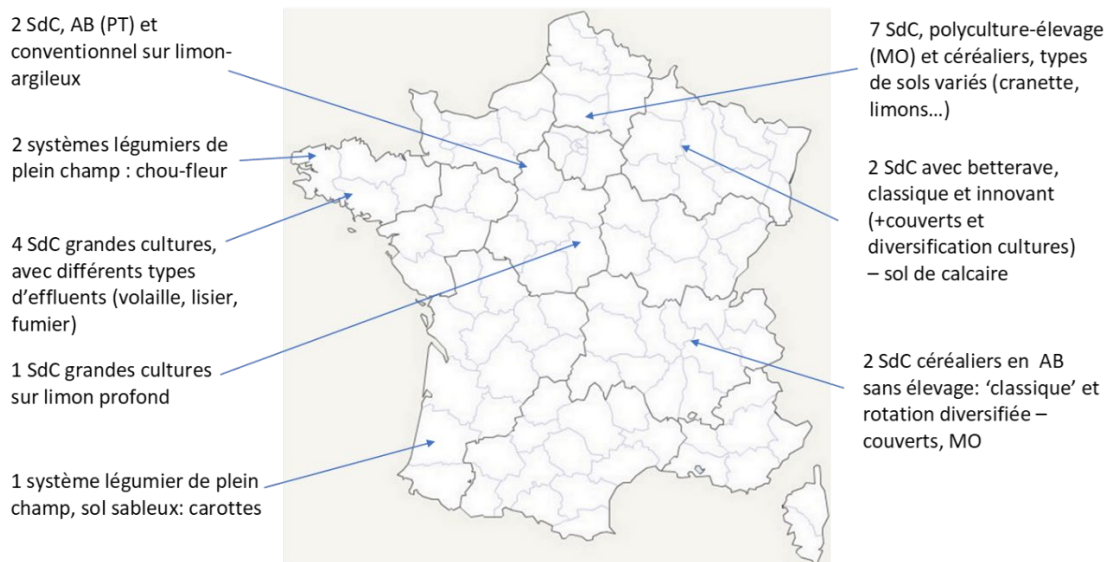 2 SdC, AB (PT) et
conventionnel sur limon-
argileux
2 systèmes légumiers de
plein champ : chou-fleur
4 SdC grandes cultures,
avec différents types
d’effluents (volaille, lisier,
fumier)
1 SdC grandes cultures
sur limon profond
1 système légumier de plein
champ, sol sableux: carottes
7 SdC, polyculture-élevage
(MO) et céréaliers, types
de sols variés (cranette,
limons…)
2 SdC avec betterave,
classique et innovant
(+couverts et
diversification cultures)
– sol de calcaire
2 SdC céréaliers en  AB
sans élevage: ‘classique’ et
rotation diversifiée –
couverts, MO